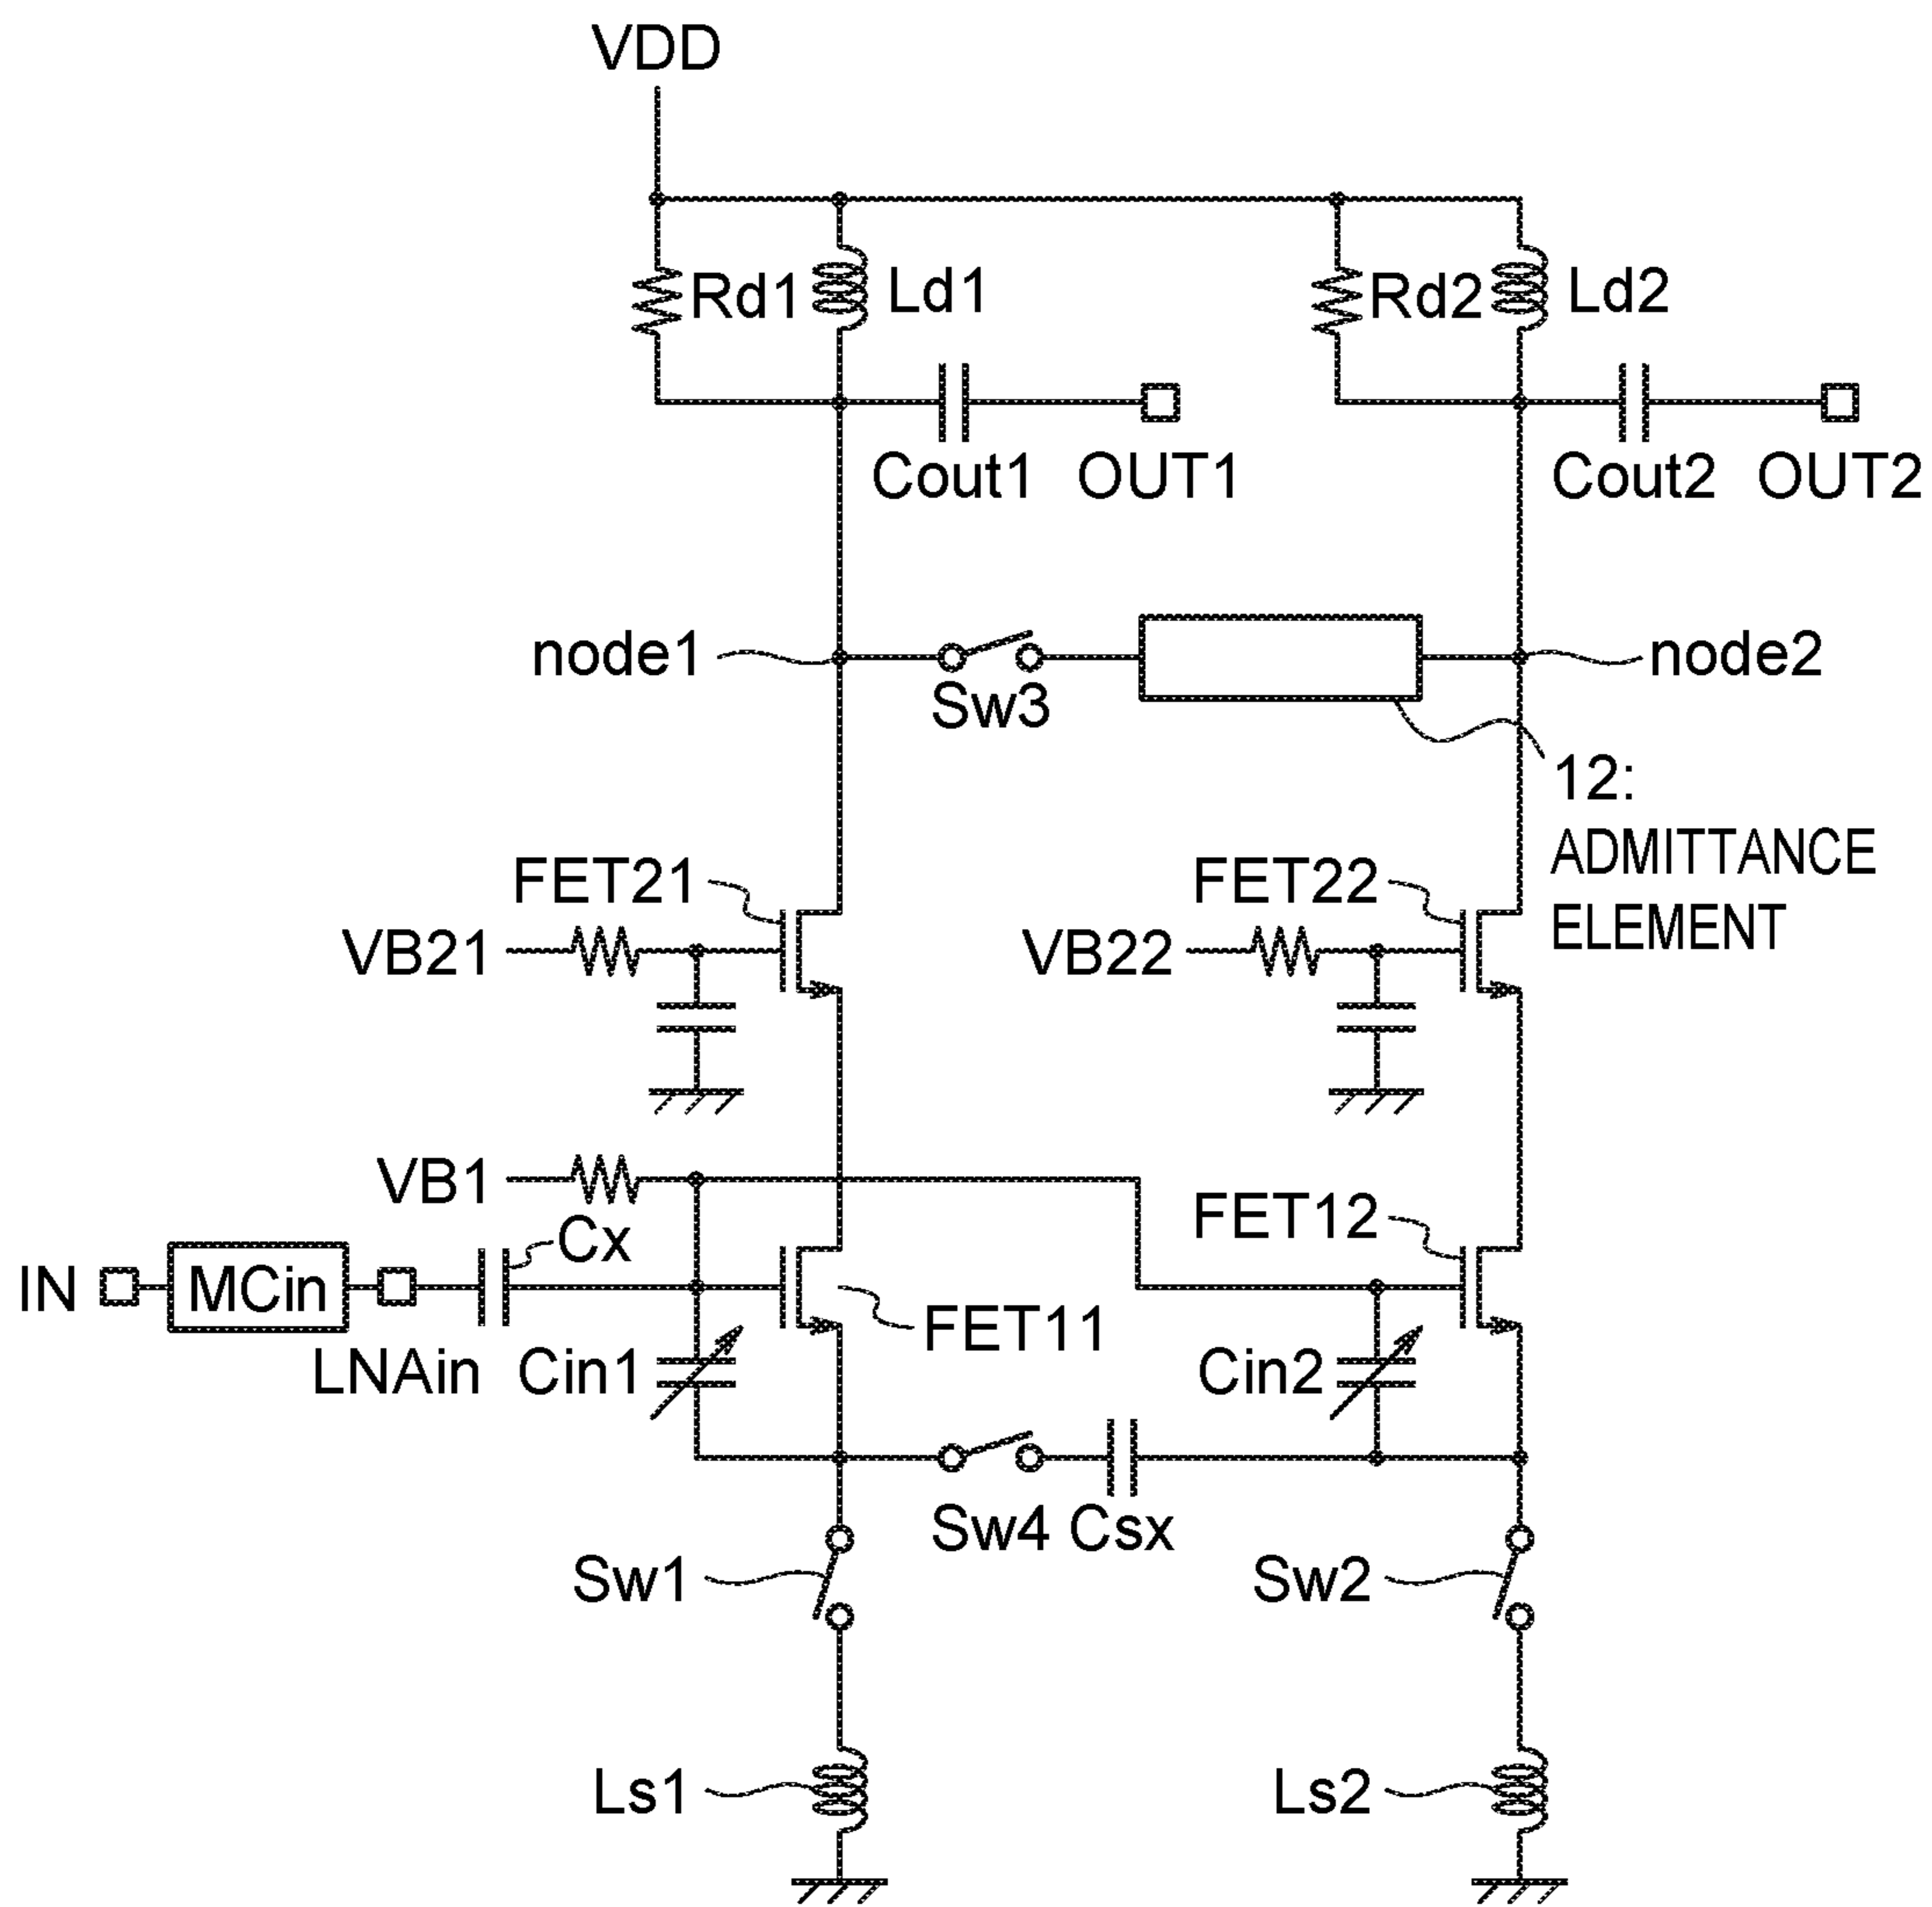 VDD
Rd1
Ld1
Rd2
Ld2
Cout1
OUT1
Cout2
OUT2
node1
node2
Sw3
12:
ADMITTANCE
ELEMENT
FET21
FET22
VB21
VB22
VB1
FET12
Cx
IN
MCin
FET11
LNAin
Cin1
Cin2
Sw4
Csx
Sw1
Sw2
Ls1
Ls2